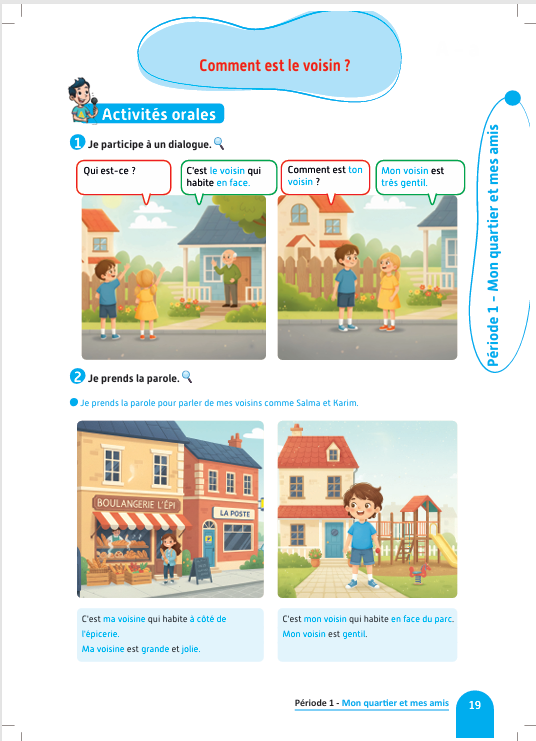 Comment est le voisin ?
Activités orales
1 Je participe à un dialogue.
Qui est-ce ?
C'est le voisin qui
habite en face.
Comment est ton
voisin ?
Mon voisin est
très gentil.
2 Je prends la parole.
Je prends la parole pour parler de mes voisins comme Salma et Karim.
BOULANGERIE L'ÉPI
LA POSTE
C'est ma voisine qui habite à côté de
l'épicerie.
Ma voisine est grande et jolie.
C'est mon voisin qui habite en face du parc.
Mon voisin est gentil.
Période 1 - Mon quartier et mes amis
Période 1 - Mon quartier et mes amis
19